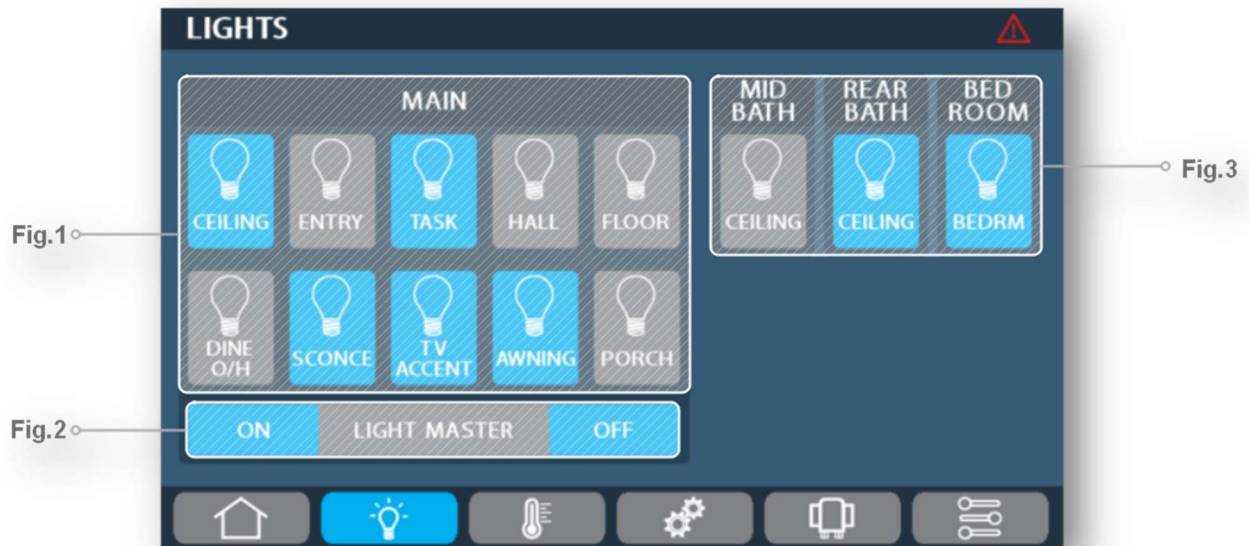 LIGHTS
MAIN
CEILING
ENTRY
TASK
HALL
FLOOR
DINE
O/H
SCONCE
TV
ACCENT
AWNING
PORCH
ON
LIGHT MASTER
OFF
MID
BATH
REAR
BATH
BED
ROOM
CEILING
CEILING
BEDRM
Fig.1
Fig.2
Fig.3